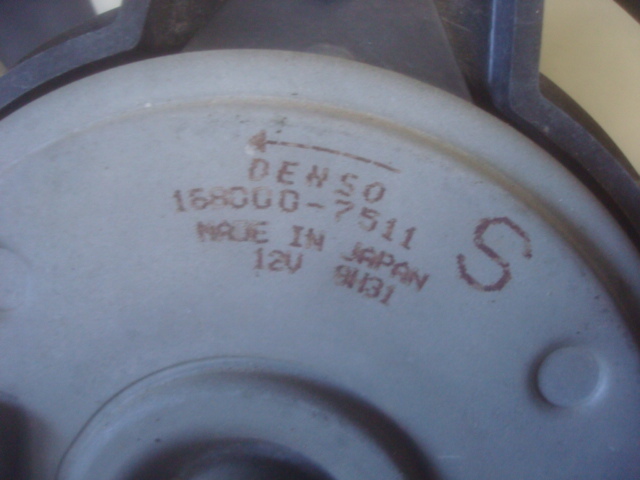 DENSO
168000-7511
MADE IN JAPAN
12V 9H31
S